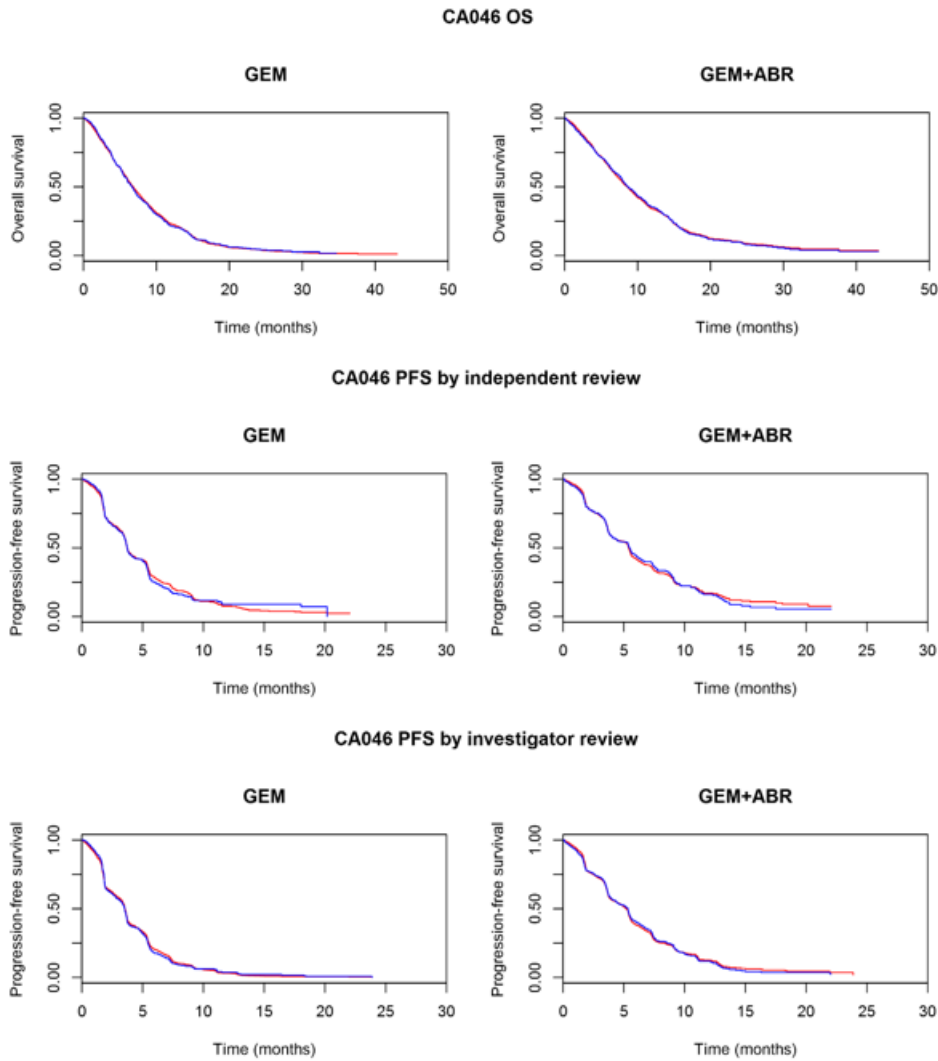 CA046 OS
GEM
GEM+ABR
Overall survival
0.00 0.50 1.00
0 10 20 30 40 50
Time (months)
Overall survival
0.00 0.50 1.00
0 10 20 30 40 50
Time (months)
CA046 PFS by independent review
GEM
GEM+ABR
Progression-free survival
0.00 0.50 1.00
0 5 10 15 20 25 30
Time (months)
Progression-free survival
0.00 0.50 1.00
0 5 10 15 20 25 30
Time (months)
CA046 PFS by investigator review
GEM
GEM+ABR
Progression-free survival
0.00 0.50 1.00
0 5 10 15 20 25 30
Time (months)
Progression-free survival
0.00 0.50 1.00
0 5 10 15 20 25 30
Time (months)